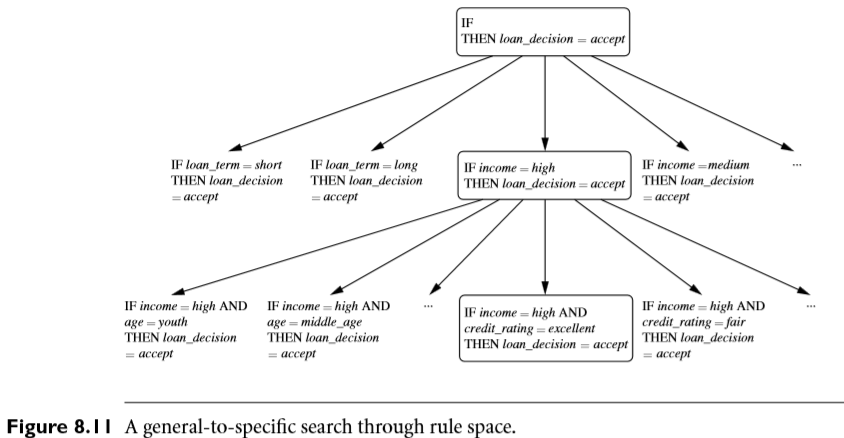 IF
THEN loan_decision = accept
IF loan_term = short
THEN loan_decision
= accept
IF loan_term = long
THEN loan_decision
= accept
IF income = high
THEN loan_decision = accept
IF income = medium
THEN loan_decision
= accept
...
IF income = high AND
age = youth
THEN loan_decision
= accept
IF income = high AND
age = middle_age
THEN loan_decision
= accept
...
IF income = high AND
credit_rating = excellent
THEN loan_decision = accept
IF income = high AND
credit_rating = fair
THEN loan_decision
= accept
...
Figure 8.11 A general-to-specific search through rule space.